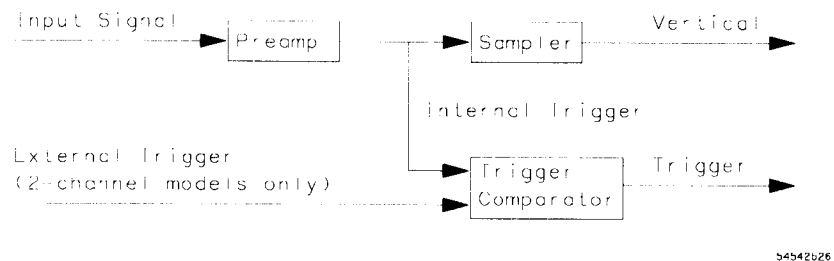 Input Signal
Preamp
Sampler
Vertical
Internal Trigger
External Trigger
(2-channel models only)
Trigger
Comparator
Trigger
54542b26